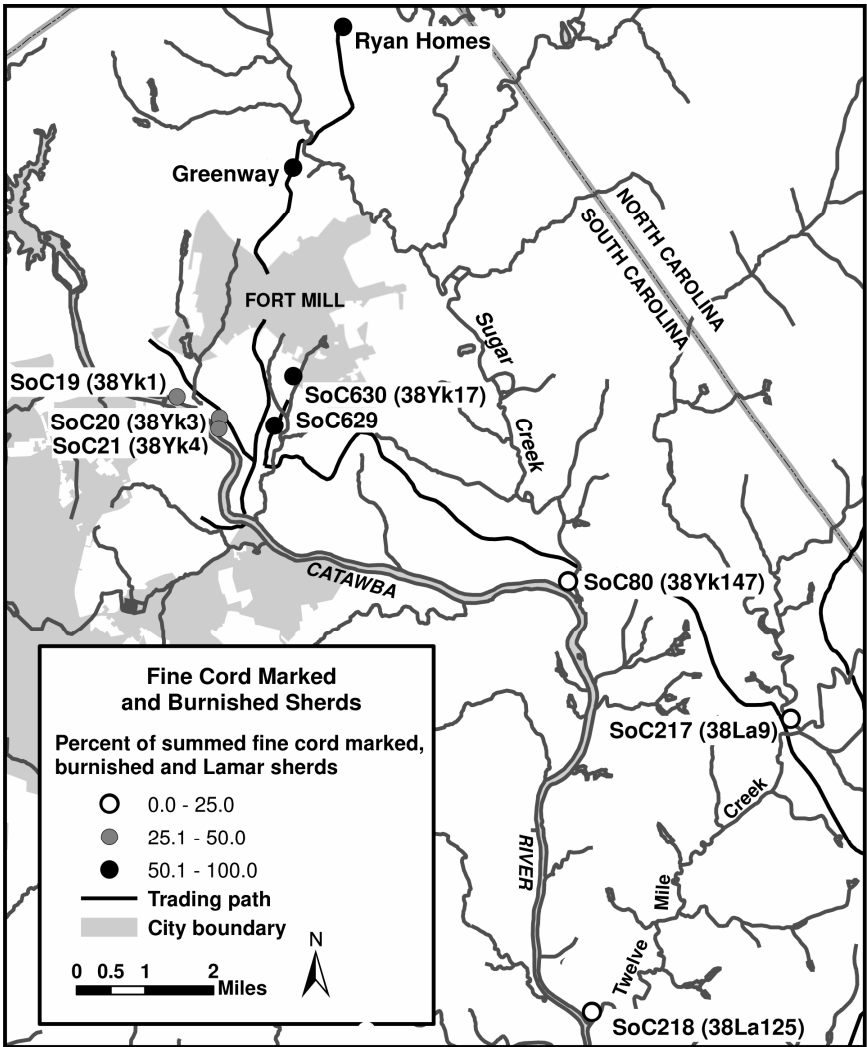 Ryan Homes
Greenway
NORTH CAROLINA
SOUTH CAROLINA
FORT MILL
Sugar
Creek
SoC19 (38Yk1)
SoC20 (38Yk3)
SoC21 (38Yk4)
SoC630 (38Yk17)
SoC629
CATAWBA
SoC80 (38Yk147)
SoC217 (38La9)
Creek
RIVER
Mile
Twelve
SoC218 (38La125)
Fine Cord Marked
and Burnished Sherds
Percent of summed fine cord marked,
burnished and Lamar sherds
0.0 - 25.0
25.1 - 50.0
50.1 - 100.0
Trading path
City boundary
N
0 0.5 1 2
Miles